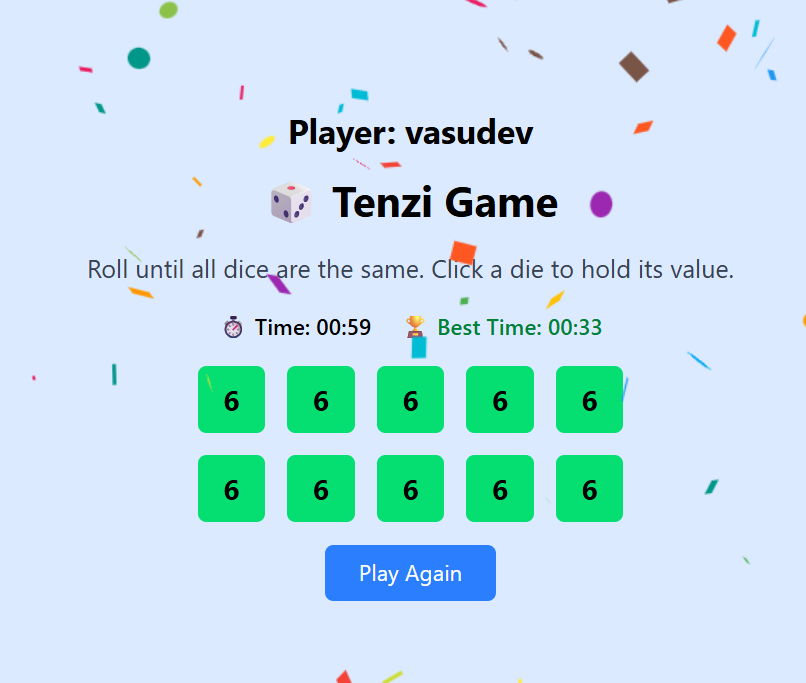 Player: vasudev
Tenzi Game
Roll until all dice are the same. Click a die to hold its value.
Time: 00:59 Best Time: 00:33
6 6 6 6 6
6 6 6 6 6
Play Again